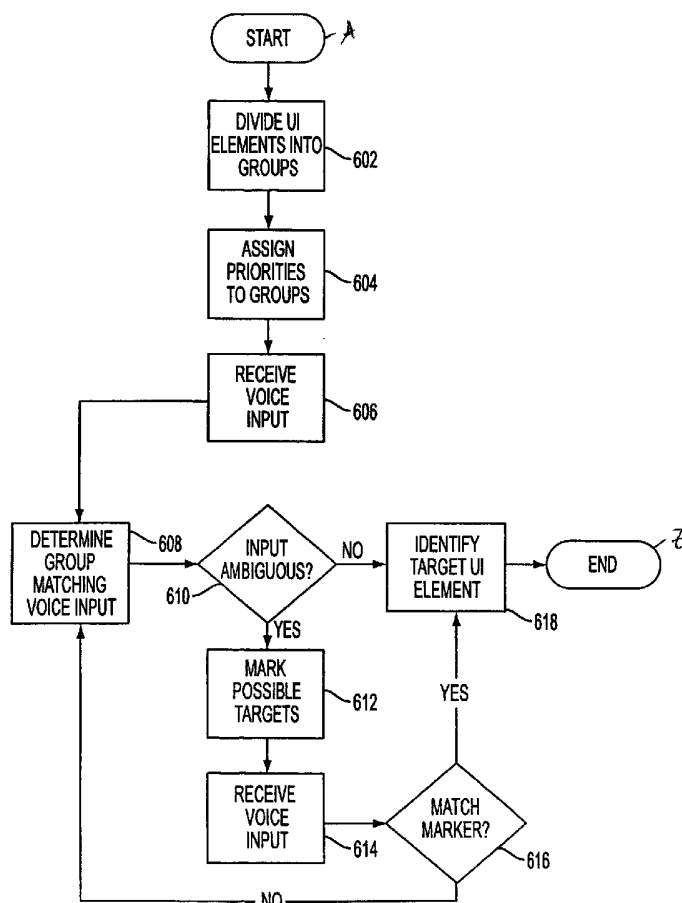 START
A
DIVIDE UI
ELEMENTS INTO
GROUPS
602
ASSIGN
PRIORITIES
TO GROUPS
604
RECEIVE
VOICE
INPUT
606
DETERMINE
GROUP
MATCHING
VOICE INPUT
608
INPUT
AMBIGUOUS?
610
NO
IDENTIFY
TARGET UI
ELEMENT
618
END
Z
YES
MARK
POSSIBLE
TARGETS
612
YES
RECEIVE
VOICE
INPUT
614
MATCH
MARKER?
616
NO